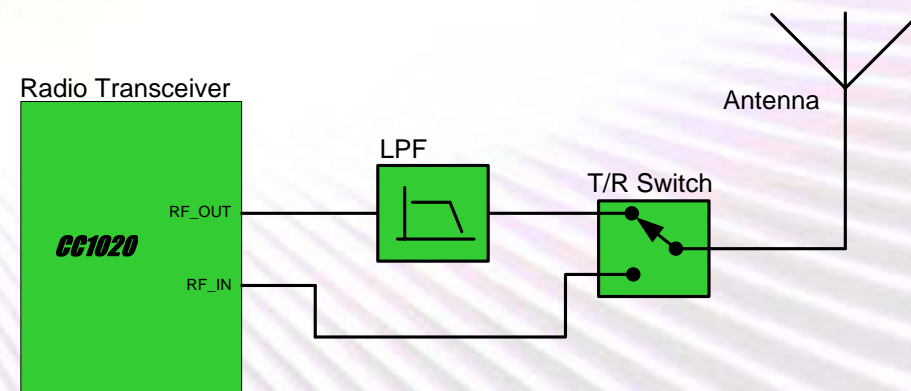 Radio Transceiver
Antenna
LPF
T/R Switch
RF_OUT
CC1020
RF_IN